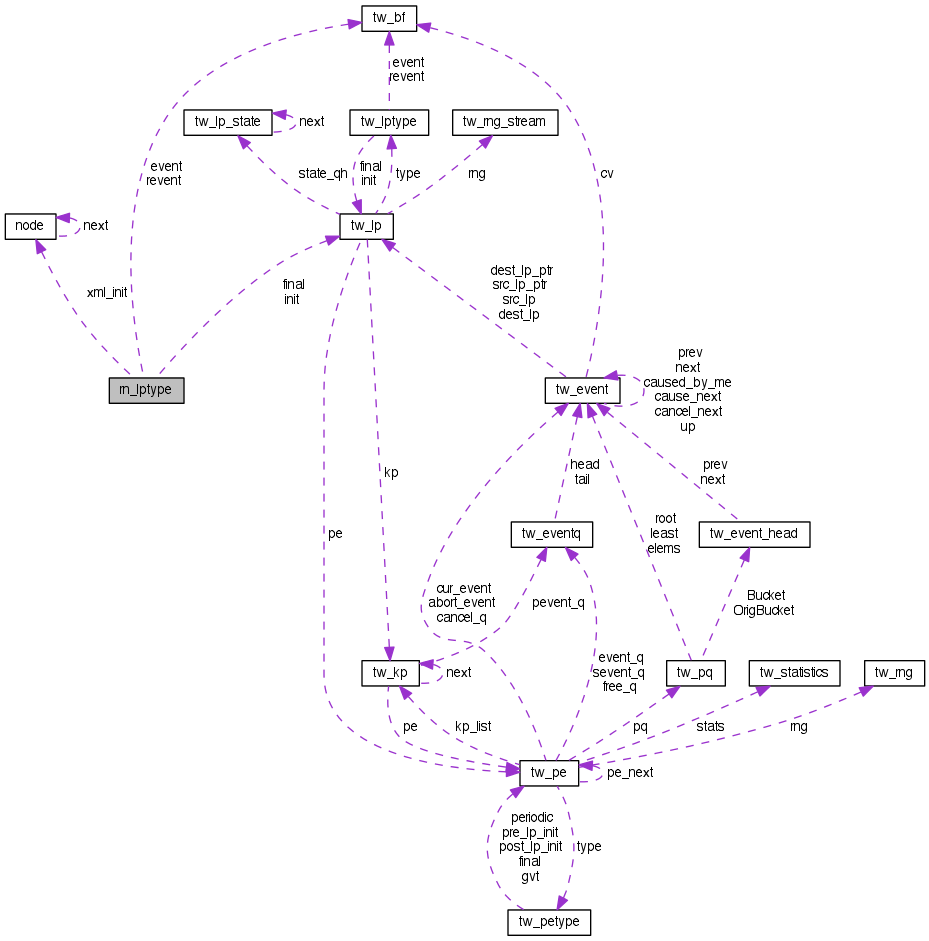 tw_bf
event
revent
tw_lp_state
next
tw_lptype
tw_rng_stream
event
revent
state_qh
final
init
type
rng
cv
node
next
tw_lp
xml_init
final
init
dest_lp_ptr
src_lp_ptr
src_lp
dest_lp
rn_lptype
tw_event
prev
next
caused_by_me
cause_next
cancel_next
up
kp
head
tail
prev
next
pe
tw_eventq
root
least
elems
tw_event_head
cur_event
abort_event
cancel_q
pevent_q
Bucket
OrigBucket
tw_kp
next
event_q
sevent_q
free_q
tw_pq
tw_statistics
tw_rng
pe
kp_list
pq
stats
rng
tw_pe
pe_next
periodic
pre_lp_init
post_lp_init
final
gvt
type
tw_petype